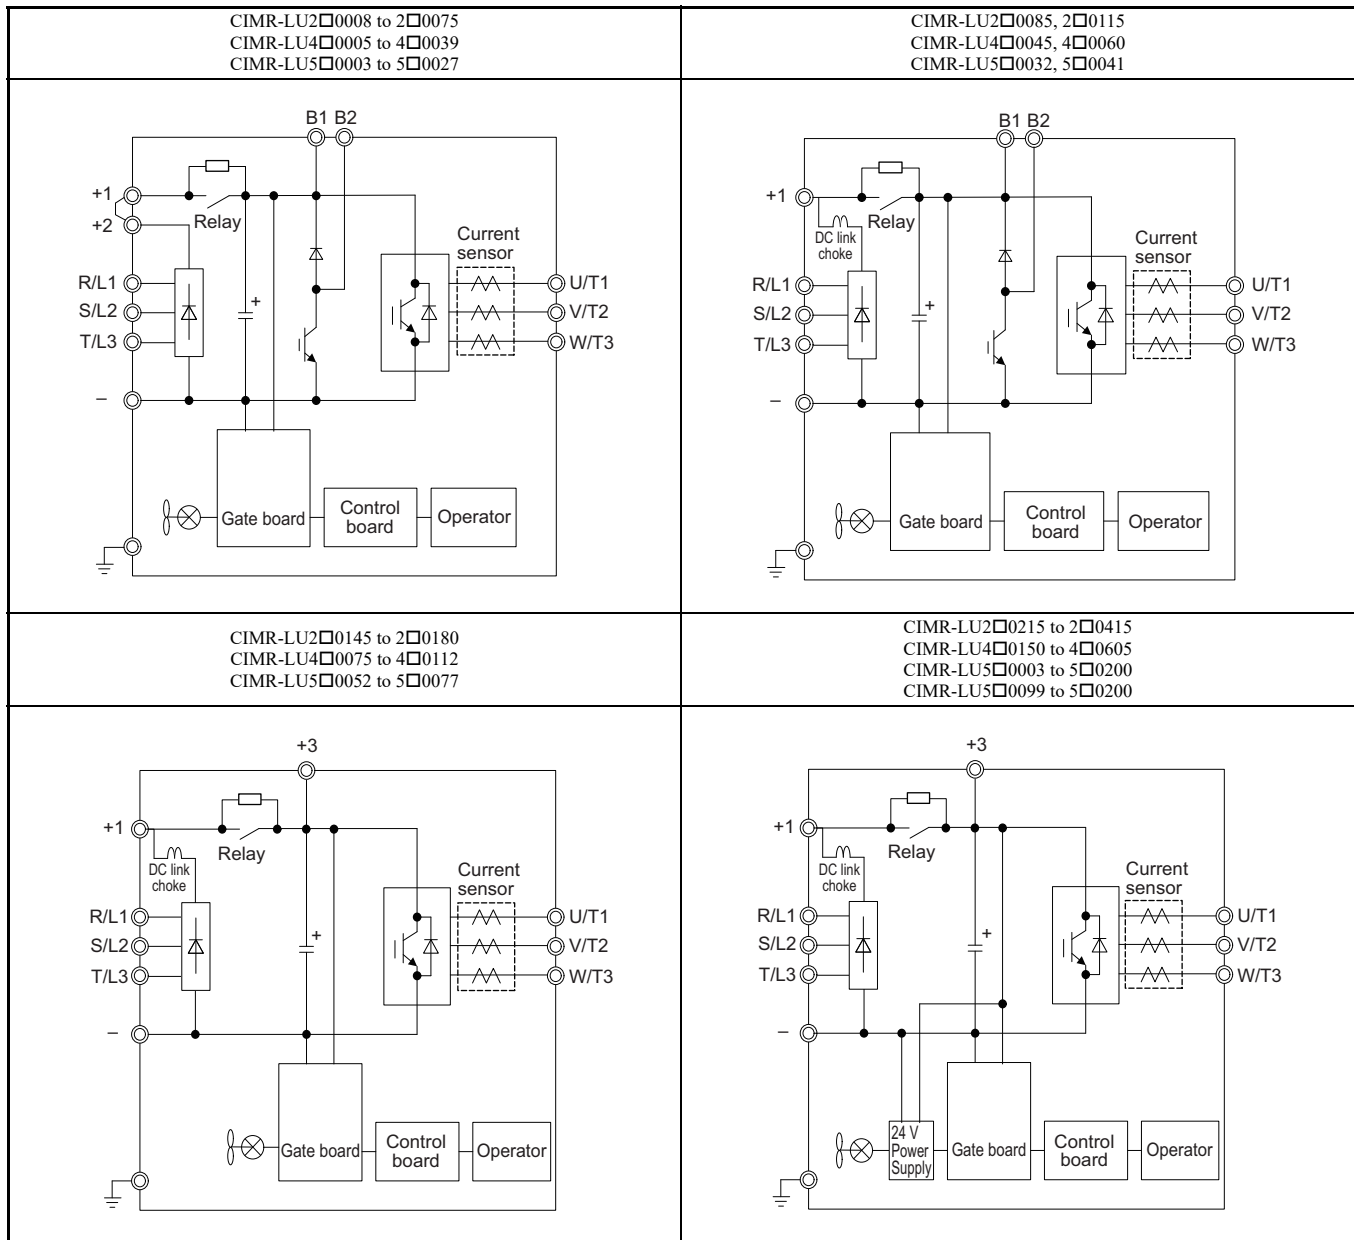 CIMR-LU2□0008 to 2□0075
CIMR-LU4□0005 to 4□0039
CIMR-LU5□0003 to 5□0027
CIMR-LU2□0085, 2□0115
CIMR-LU4□0045, 4□0060
CIMR-LU5□0032, 5□0041
B1 B2
+1
Relay
+2
Current
sensor
R/L1
U/T1
S/L2
+
V/T2
T/L3
W/T3
–
Gate board
Control
board
Operator
B1 B2
+1
Relay
DC link
choke
Current
sensor
R/L1
U/T1
S/L2
+
V/T2
T/L3
W/T3
–
Gate board
Control
board
Operator
CIMR-LU2□0145 to 2□0180
CIMR-LU4□0075 to 4□0112
CIMR-LU5□0052 to 5□0077
CIMR-LU2□0215 to 2□0415
CIMR-LU4□0150 to 4□0605
CIMR-LU5□0003 to 5□0200
CIMR-LU5□0099 to 5□0200
+3
+1
Relay
DC link
choke
Current
sensor
R/L1
U/T1
S/L2
+
V/T2
T/L3
W/T3
–
Gate board
Control
board
Operator
+3
+1
Relay
DC link
choke
Current
sensor
R/L1
U/T1
S/L2
+
V/T2
T/L3
W/T3
–
24 V
Power
Supply
Gate board
Control
board
Operator